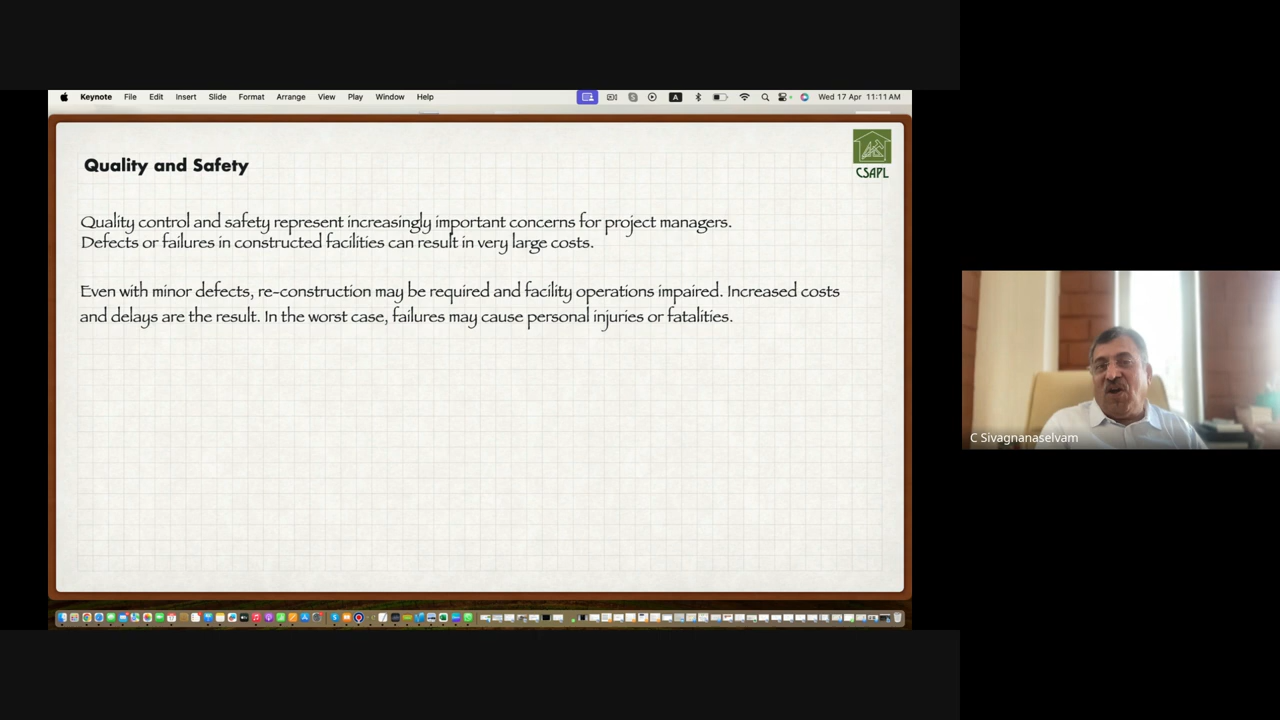 Keynote File Edit Insert Slide Format Arrange View Play Window Help A Wed 17 Apr 11:11 AM
Quality and Safety
CSAPL
Quality control and safety represent increasingly important concerns for project managers.
Defects or failures in constructed facilities can result in very large costs.
Even with minor defects, re-construction may be required and facility operations impaired. Increased costs
and delays are the result. In the worst case, failures may cause personal injuries or fatalities.
C Sivagnanaselvam